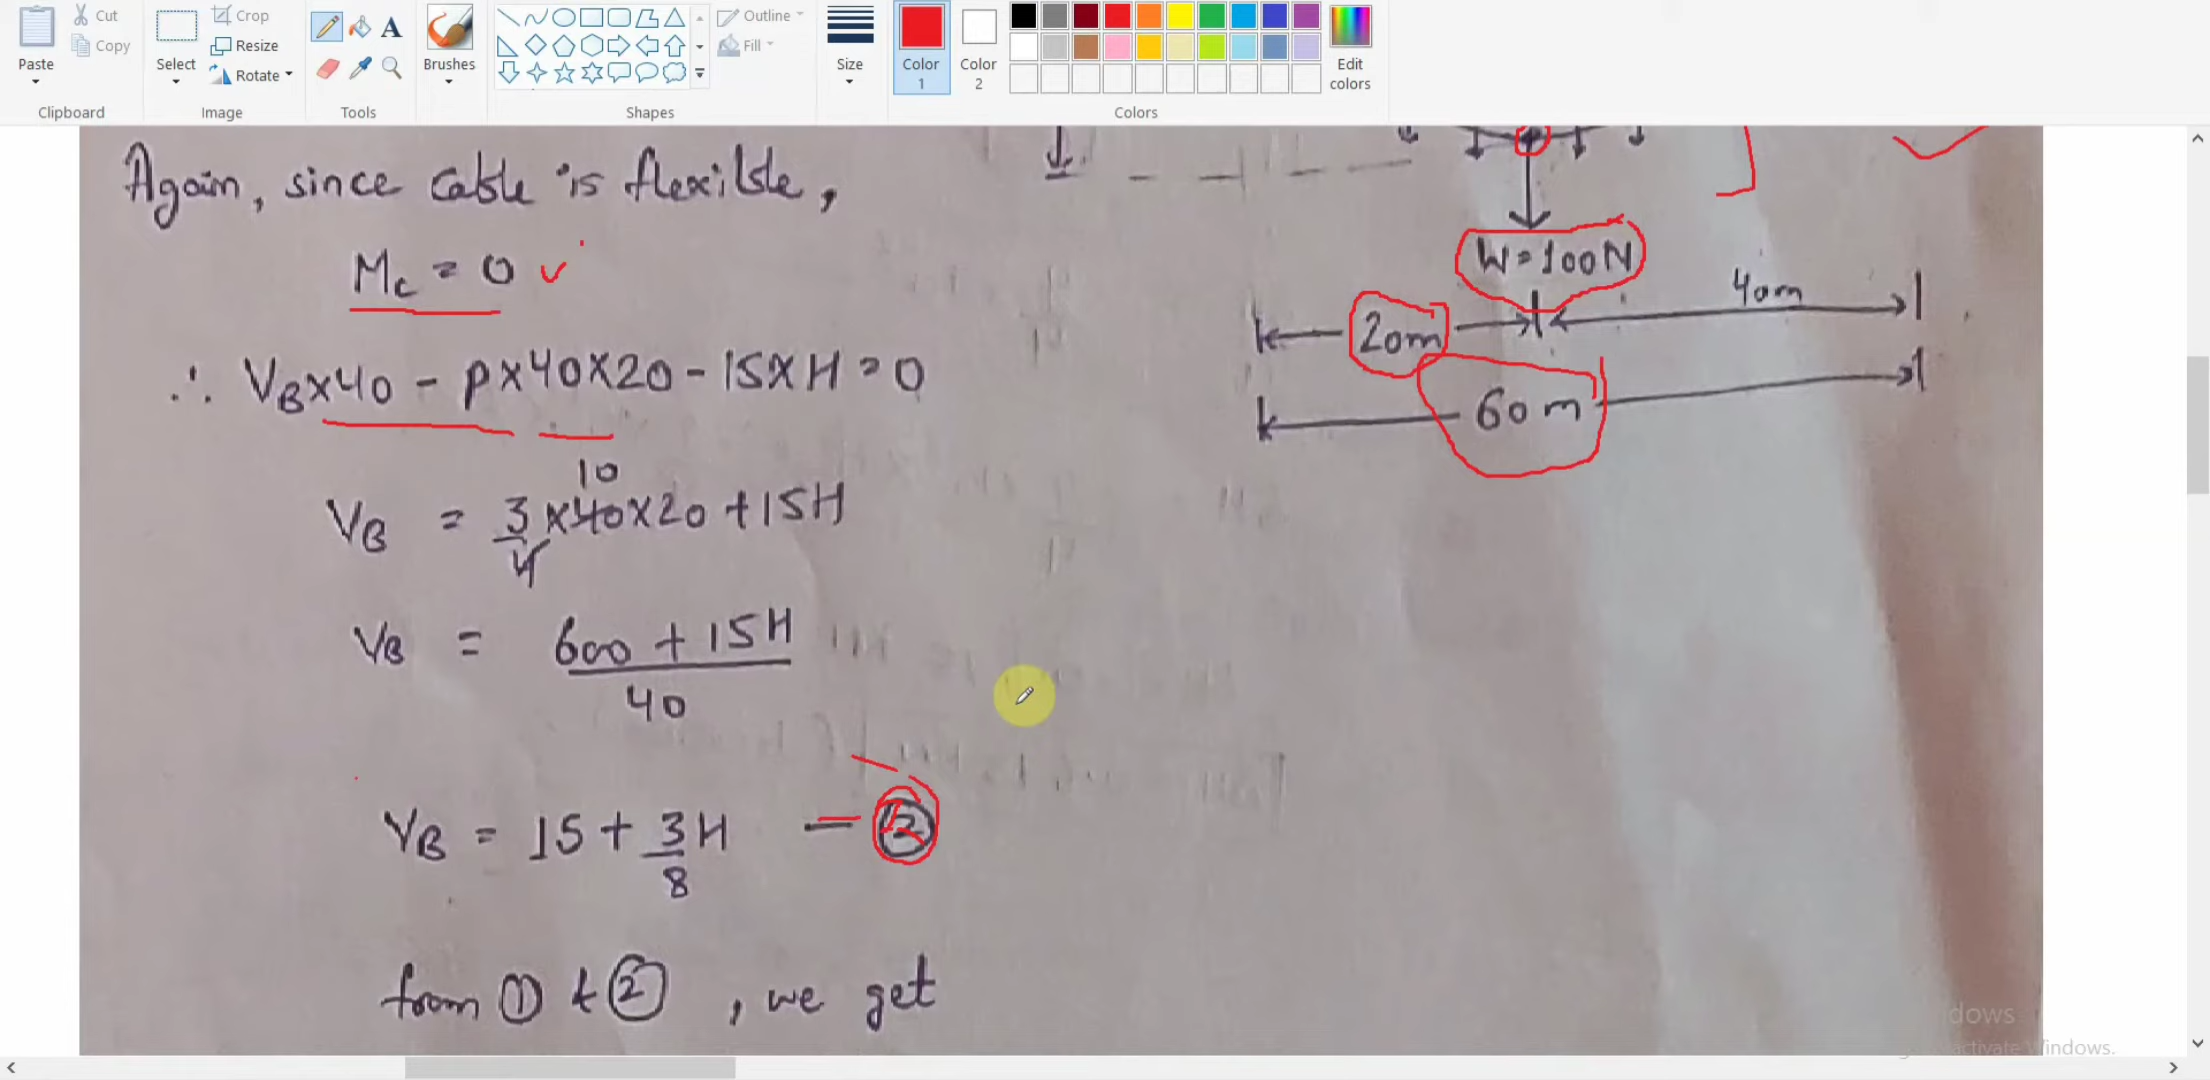 Cut
Copy
Paste
Clipboard
Crop
Resize
Rotate
Select
Image
A
Tools
Brushes
Outline
Fill
Shapes
Size
Color 1
Color 2
Edit colors
Colors
Again, since cable is flexible,
Mc = 0
∴ VB×40 - P×40×20 - 15×H = 0
10
VB = 3/4 ×40×20 + 15H
VB = 600 + 15H / 40
VB = 15 + 3/8 H — ②
from ① & ②, we get
W=100N
20m
40m
60m
dows
activate Windows.